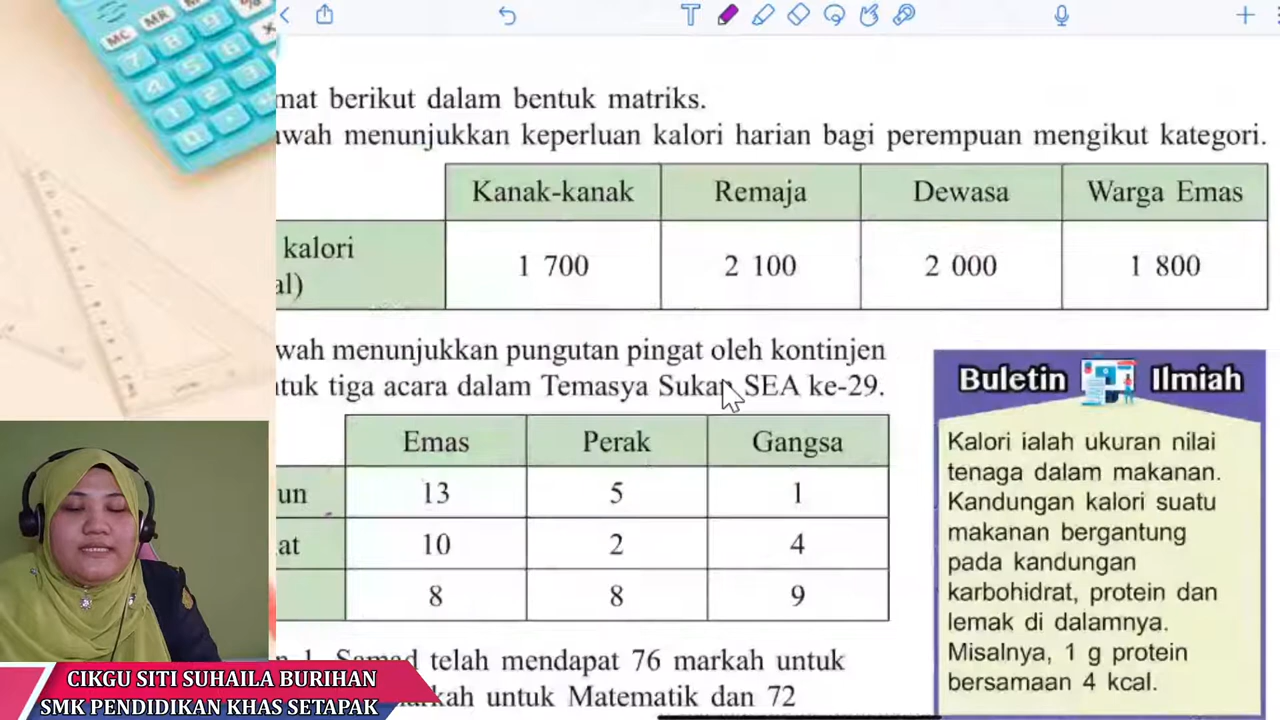 mat berikut dalam bentuk matriks.
awah menunjukkan keperluan kalori harian bagi perempuan mengikut kategori.
Kanak-kanak Remaja Dewasa Warga Emas
kalori
al)
1 700 2 100 2 000 1 800
wah menunjukkan pungutan pingat oleh kontinjen
tuk tiga acara dalam Temasya Sukan SEA ke-29.
Emas Perak Gangsa
un 13 5 1
at 10 2 4
8 8 9
1. Samad telah mendapat 76 markah untuk
kah untuk Matematik dan 72
Buletin Ilmiah
Kalori ialah ukuran nilai
tenaga dalam makanan.
Kandungan kalori suatu
makanan bergantung
pada kandungan
karbohidrat, protein dan
lemak di dalamnya.
Misalnya, 1 g protein
bersamaan 4 kcal.
MC MR
CIKGU SITI SUHAILA BURIHAN
SMK PENDIDIKAN KHAS SETAPAK